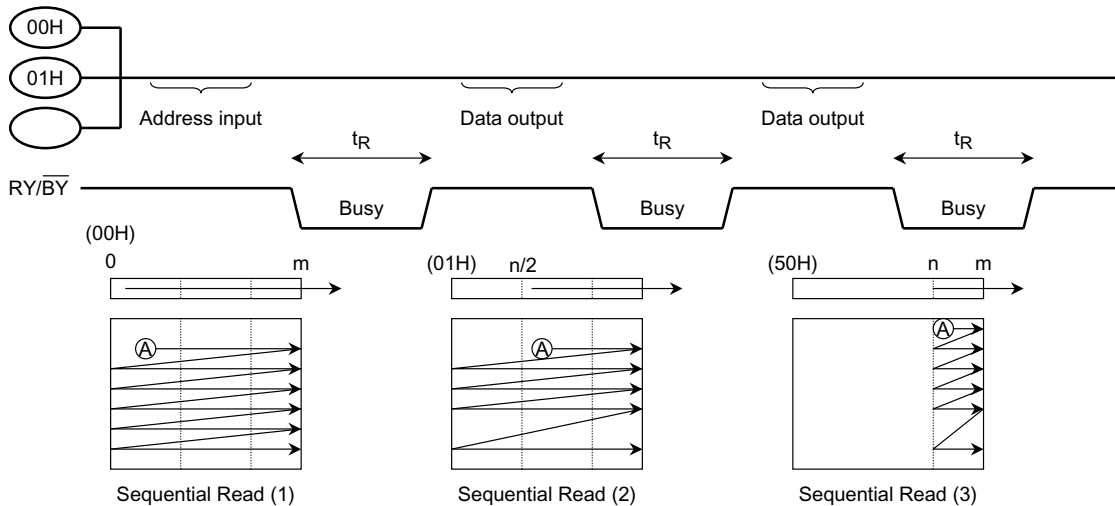 00H
01H
Address input
Data output
Data output
tR
tR
tR
RY/BY
Busy
Busy
Busy
(00H)
0
m
(01H)
n/2
(50H)
n
m
A
A
A
Sequential Read (1)
Sequential Read (2)
Sequential Read (3)